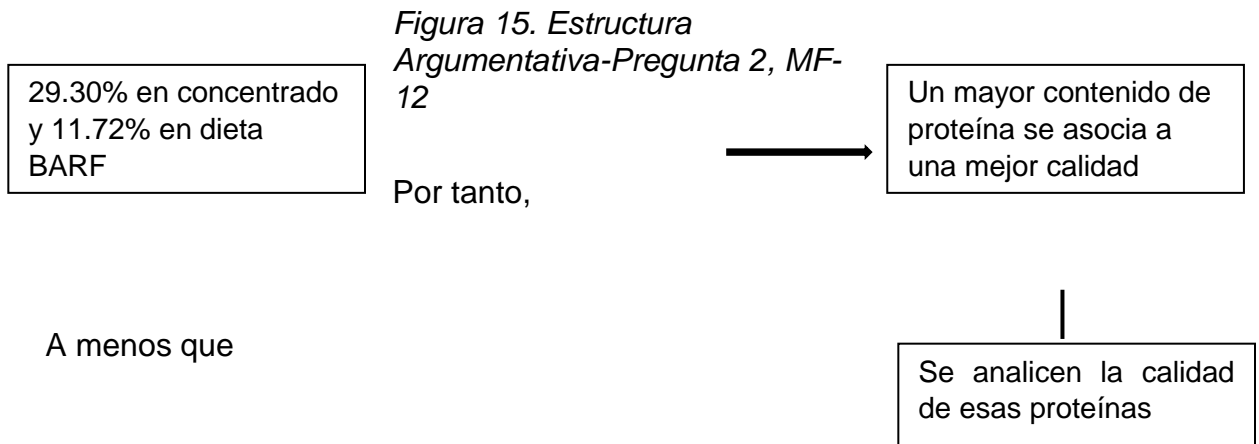 Figura 15. Estructura
Argumentativa-Pregunta 2, MF-
12
29.30% en concentrado
y 11.72% en dieta
BARF
Por tanto,
Un mayor contenido de
proteína se asocia a
una mejor calidad
A menos que
Se analicen la calidad
de esas proteínas